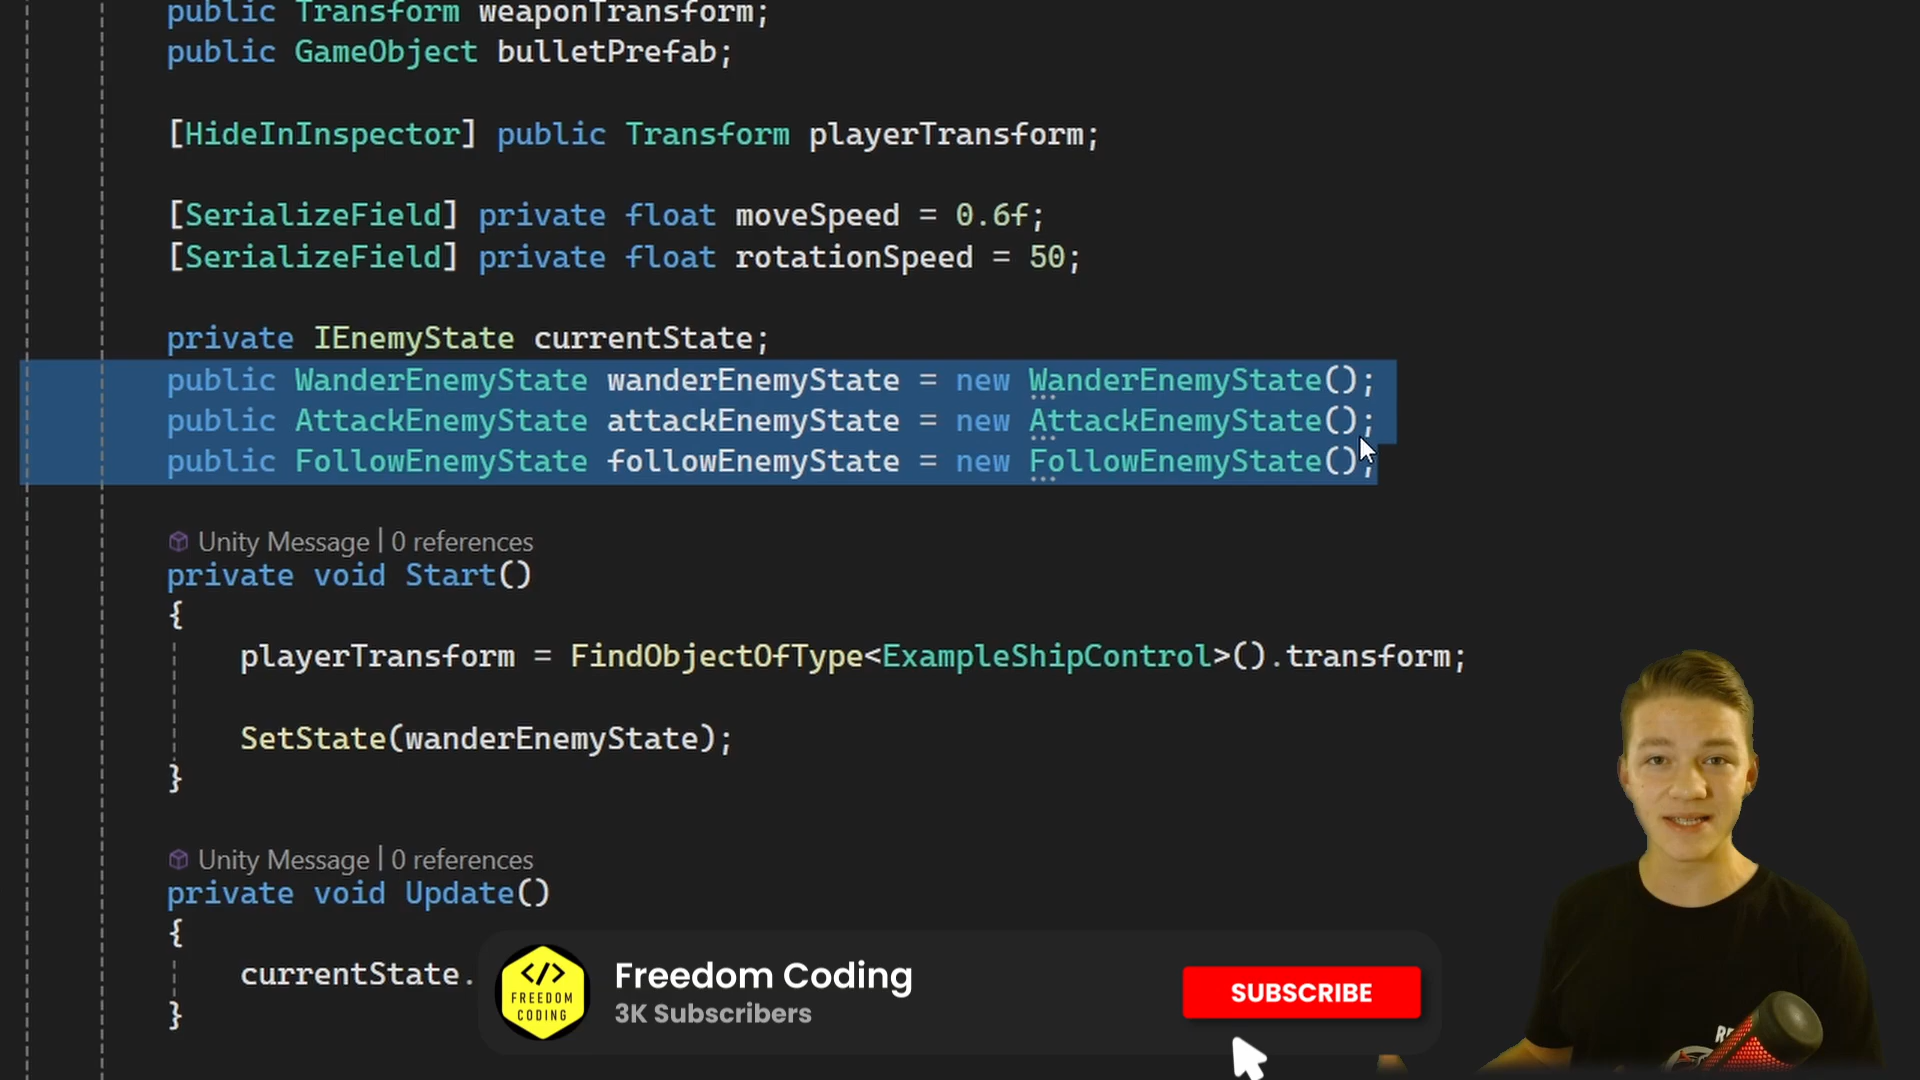 public Transform weaponTransform;
public GameObject bulletPrefab;
[HideInInspector] public Transform playerTransform;
[SerializeField] private float moveSpeed = 0.6f;
[SerializeField] private float rotationSpeed = 50;
private IEnemyState currentState;
public WanderEnemyState wanderEnemyState = new WanderEnemyState();
public AttackEnemyState attackEnemyState = new AttackEnemyState();
public FollowEnemyState followEnemyState = new FollowEnemyState();
Unity Message | 0 references
private void Start()
{
playerTransform = FindObjectOfType<ExampleShipControl>().transform;
SetState(wanderEnemyState);
}
Unity Message | 0 references
private void Update()
{
currentState.
}
</> FREEDOM CODING
Freedom Coding
3K Subscribers
SUBSCRIBE